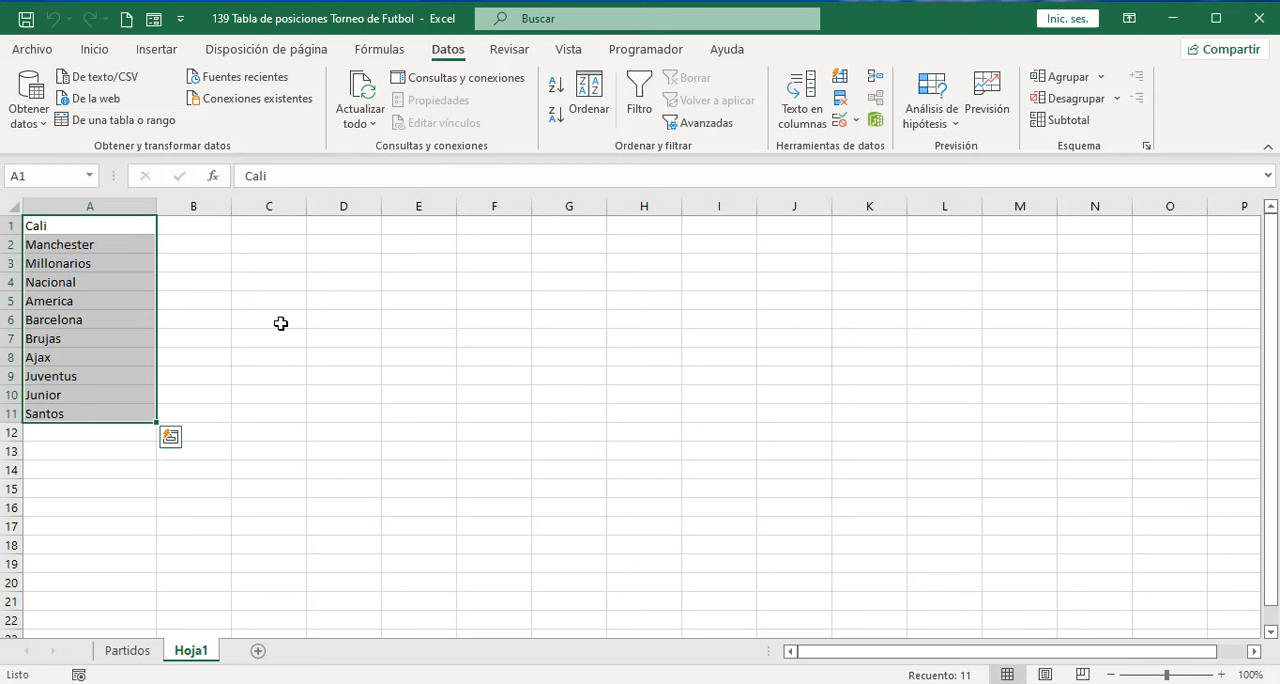 139 Tabla de posiciones Torneo de Futbol - Excel
Buscar
Inic. ses.
Archivo Inicio Insertar Disposición de página Fórmulas Datos Revisar Vista Programador Ayuda
Compartir
Obtener datos
De texto/CSV
De la web
De una tabla o rango
Fuentes recientes
Conexiones existentes
Obtener y transformar datos
Actualizar todo
Consultas y conexiones
Propiedades
Editar vínculos
Consultas y conexiones
Ordenar
Filtro
Borrar
Volver a aplicar
Avanzadas
Ordenar y filtrar
Texto en columnas
Herramientas de datos
Análisis de hipótesis
Previsión
Previsión
Agrupar
Desagrupar
Subtotal
Esquema
A1
fx
Cali
A B C D E F G H I J K L M N O P
1 Cali
2 Manchester
3 Millonarios
4 Nacional
5 America
6 Barcelona
7 Brujas
8 Ajax
9 Juventus
10 Junior
11 Santos
12
13
14
15
16
17
18
19
20
21
22
23
Partidos Hoja1
Listo
Recuento: 11
100%